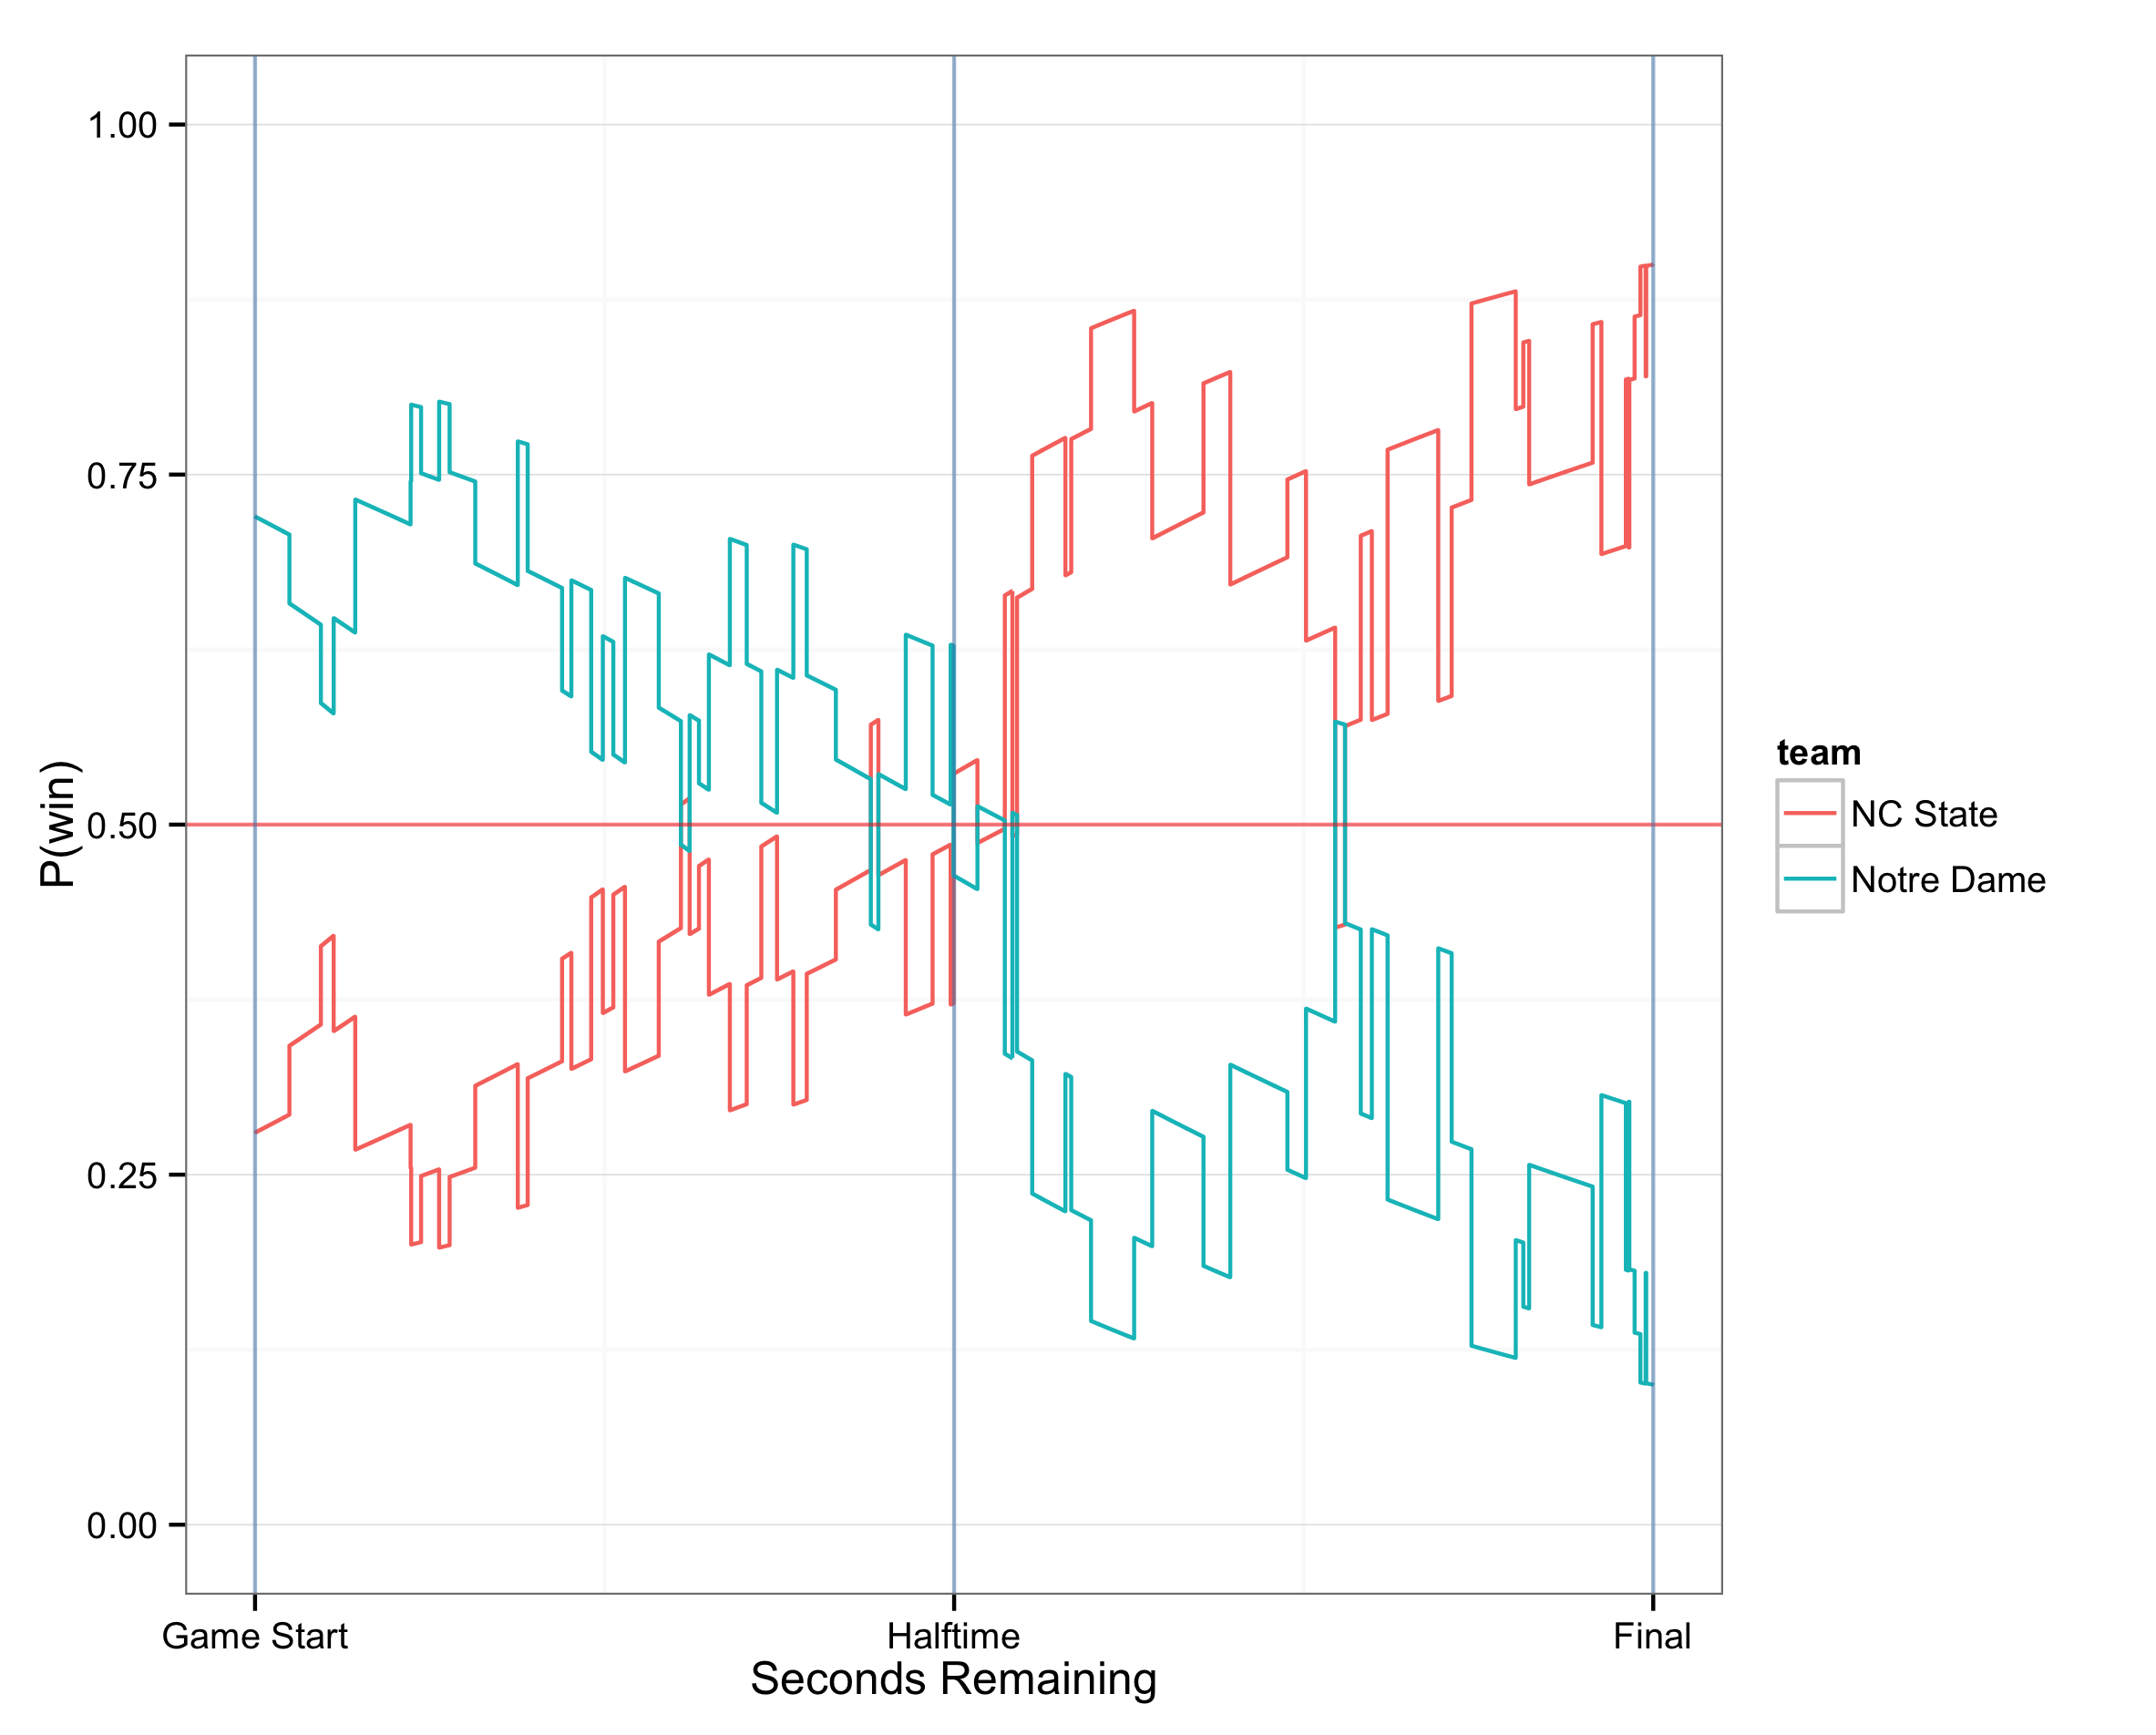 1.00
0.75
0.50
0.25
0.00
P(win)
Game Start
Halftime
Final
Seconds Remaining
team
NC State
Notre Dame